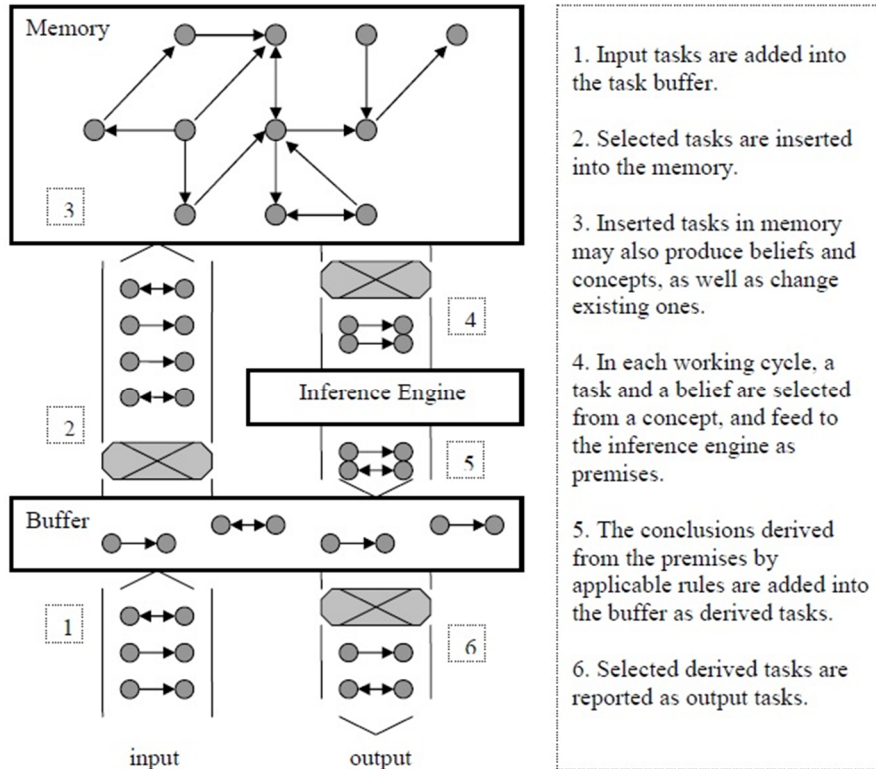 Memory
3
4
Inference Engine
2
5
Buffer
1
6
input
output
1. Input tasks are added into
the task buffer.
2. Selected tasks are inserted
into the memory.
3. Inserted tasks in memory
may also produce beliefs and
concepts, as well as change
existing ones.
4. In each working cycle, a
task and a belief are selected
from a concept, and feed to
the inference engine as
premises.
5. The conclusions derived
from the premises by
applicable rules are added into
the buffer as derived tasks.
6. Selected derived tasks are
reported as output tasks.